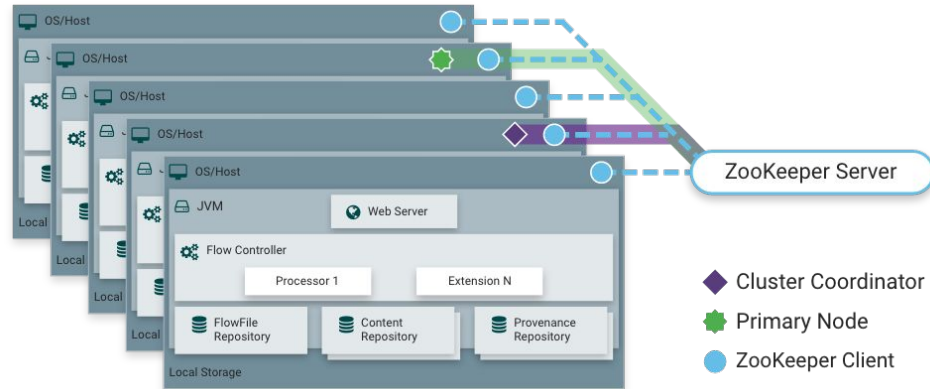 OS/Host
OS/Host
OS/Host
OS/Host
OS/Host
ZooKeeper Server
JVM
Web Server
Flow Controller
Processor 1
Extension N
FlowFile
Repository
Content
Repository
Provenance
Repository
Local
Local
Local
Local
Local Storage
Cluster Coordinator
Primary Node
ZooKeeper Client